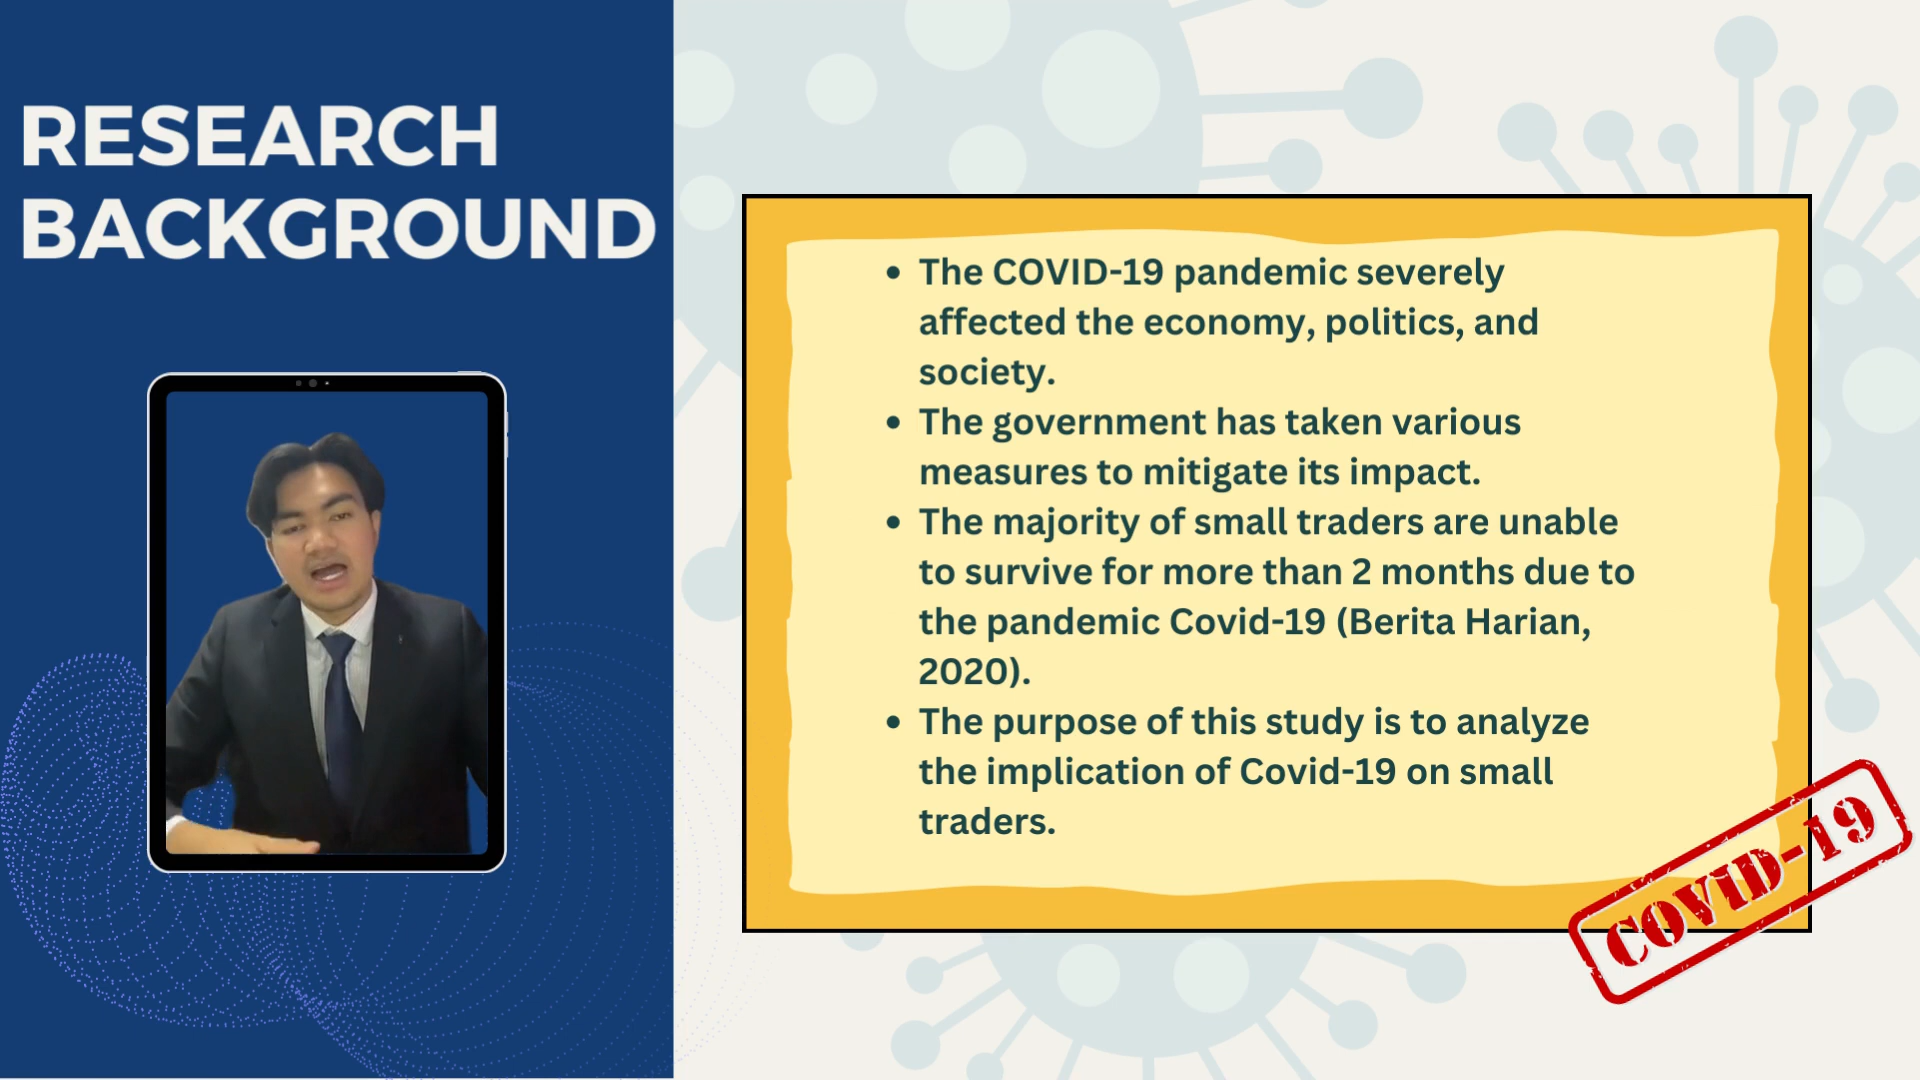 RESEARCH
BACKGROUND
• The COVID-19 pandemic severely
affected the economy, politics, and
society.
• The government has taken various
measures to mitigate its impact.
• The majority of small traders are unable
to survive for more than 2 months due to
the pandemic Covid-19 (Berita Harian,
2020).
• The purpose of this study is to analyze
the implication of Covid-19 on small
traders.
COVID-19